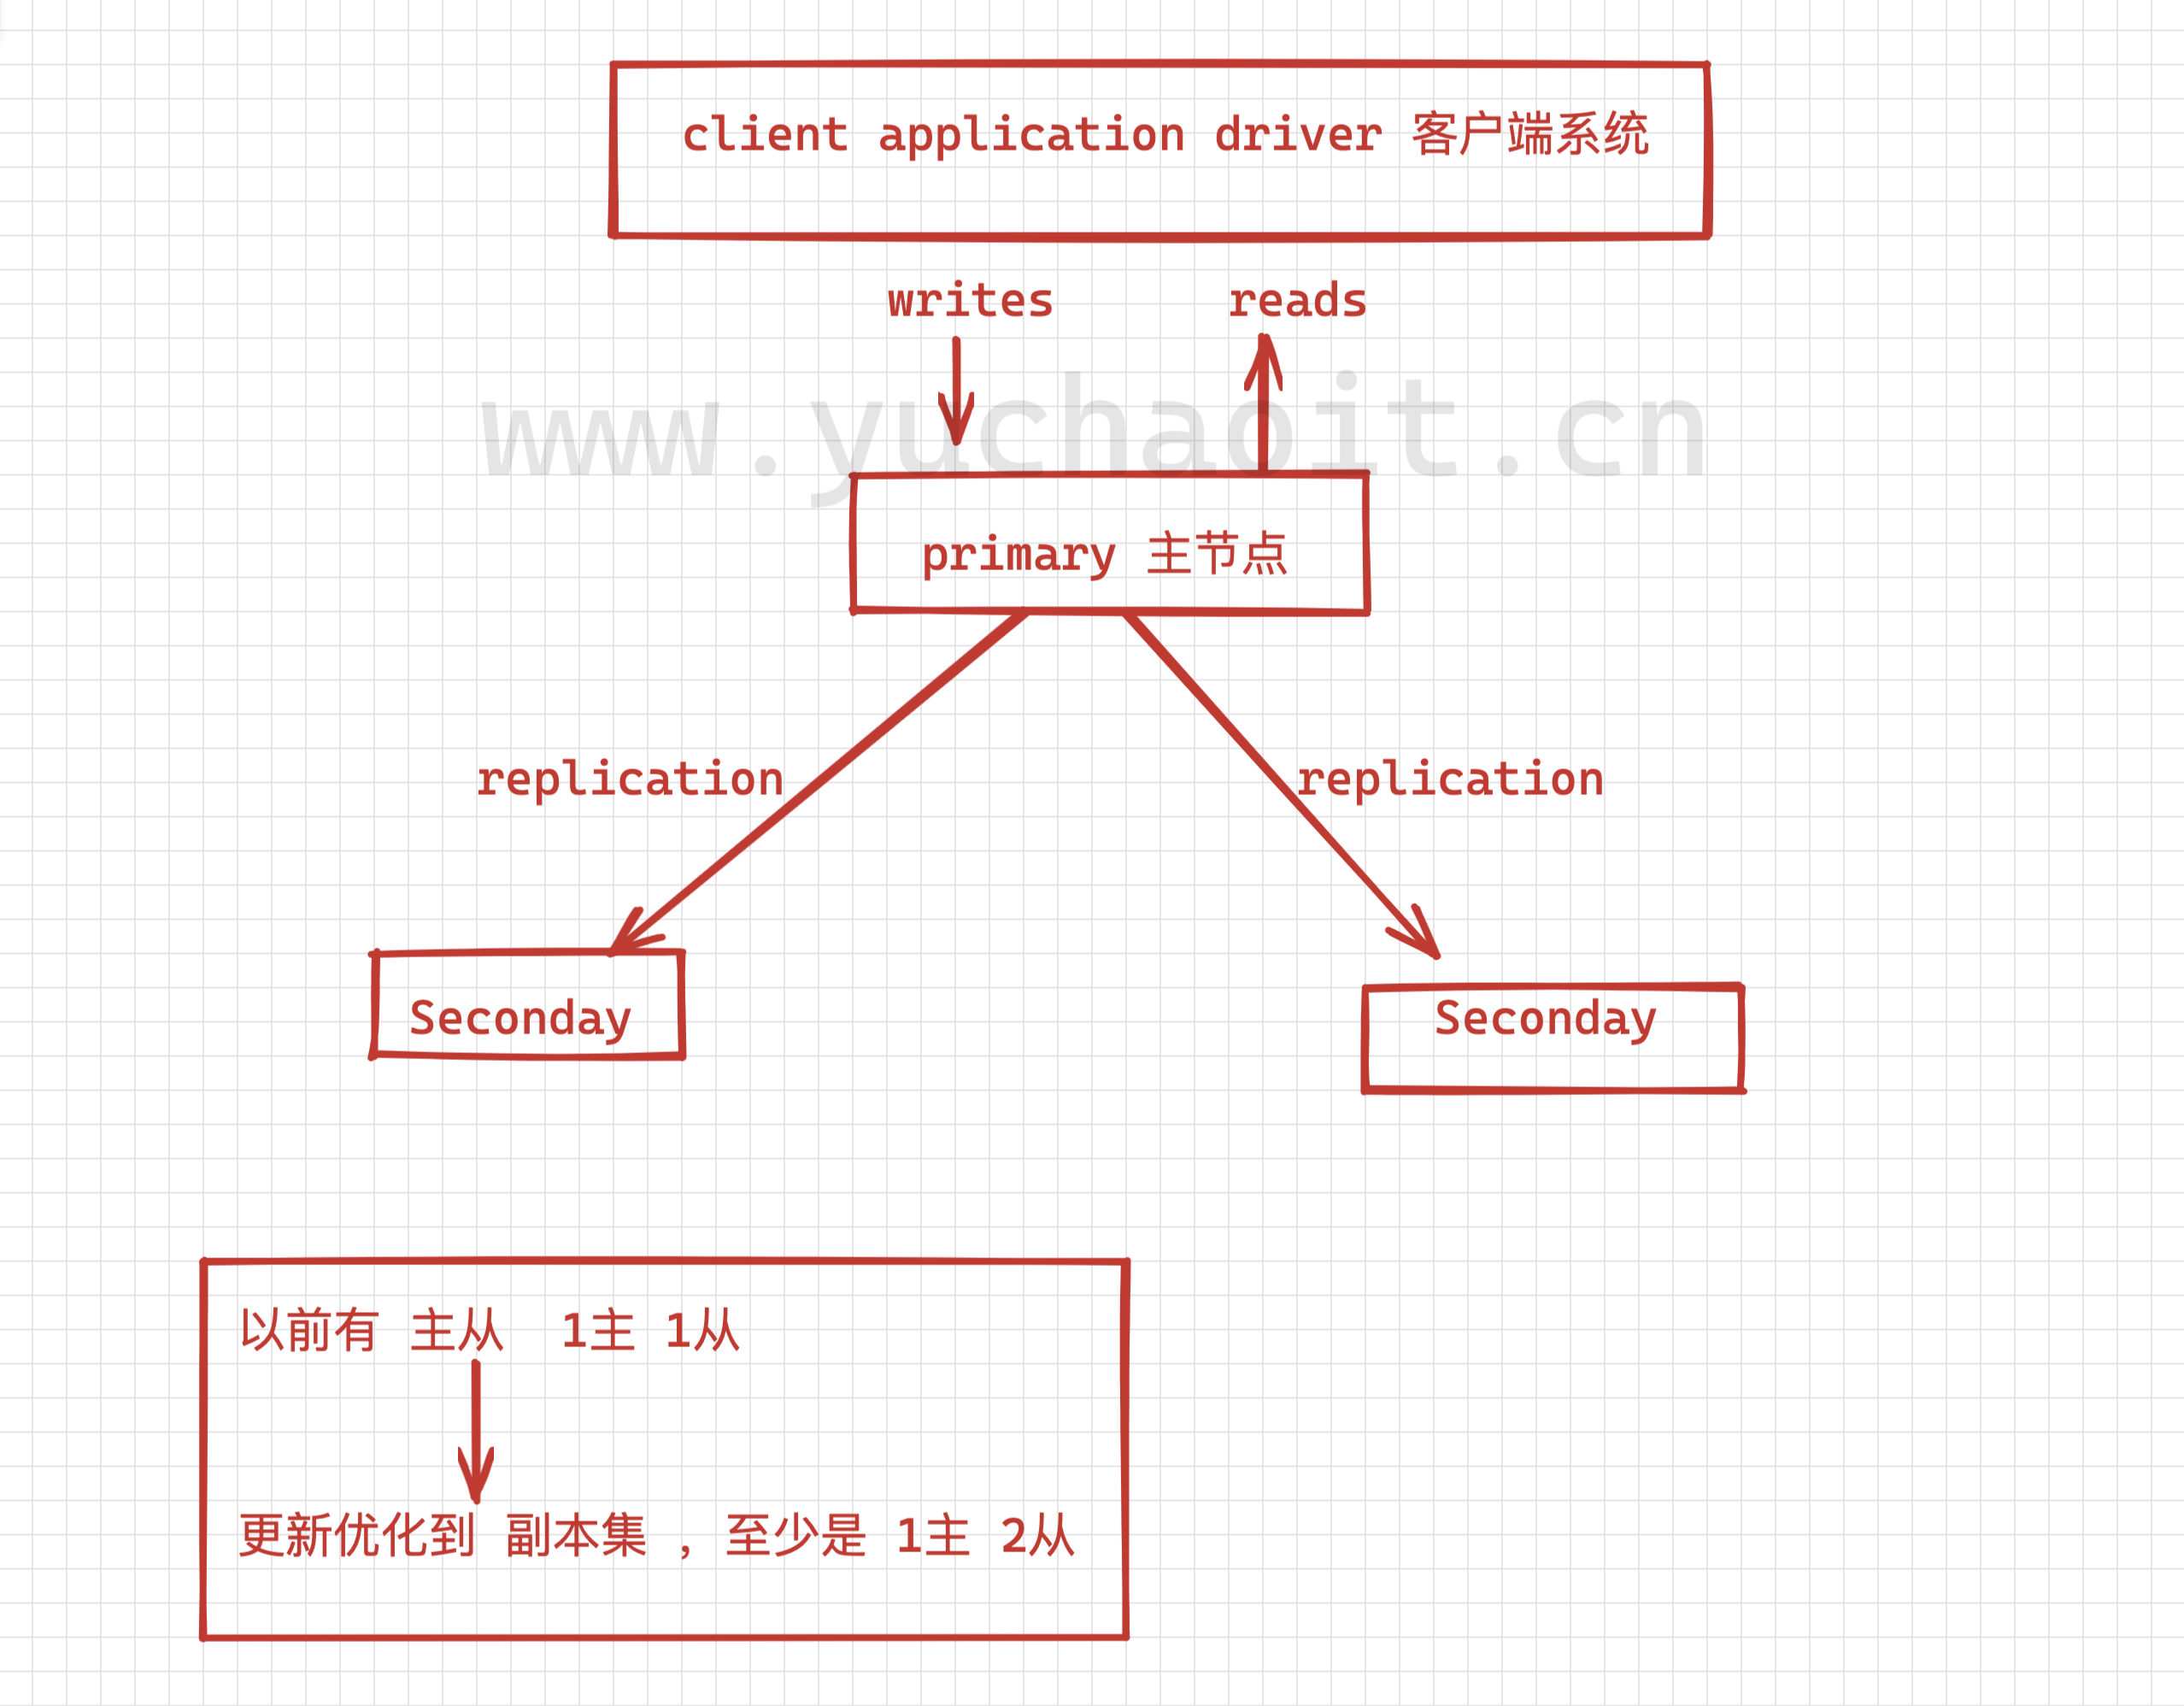 client application driver 客户端系统
writes
reads
www.yuchaoit.cn
primary 主节点
replication
replication
Seconday
Seconday
以前有 主从  1主 1从
更新优化到 副本集 , 至少是 1主 2从